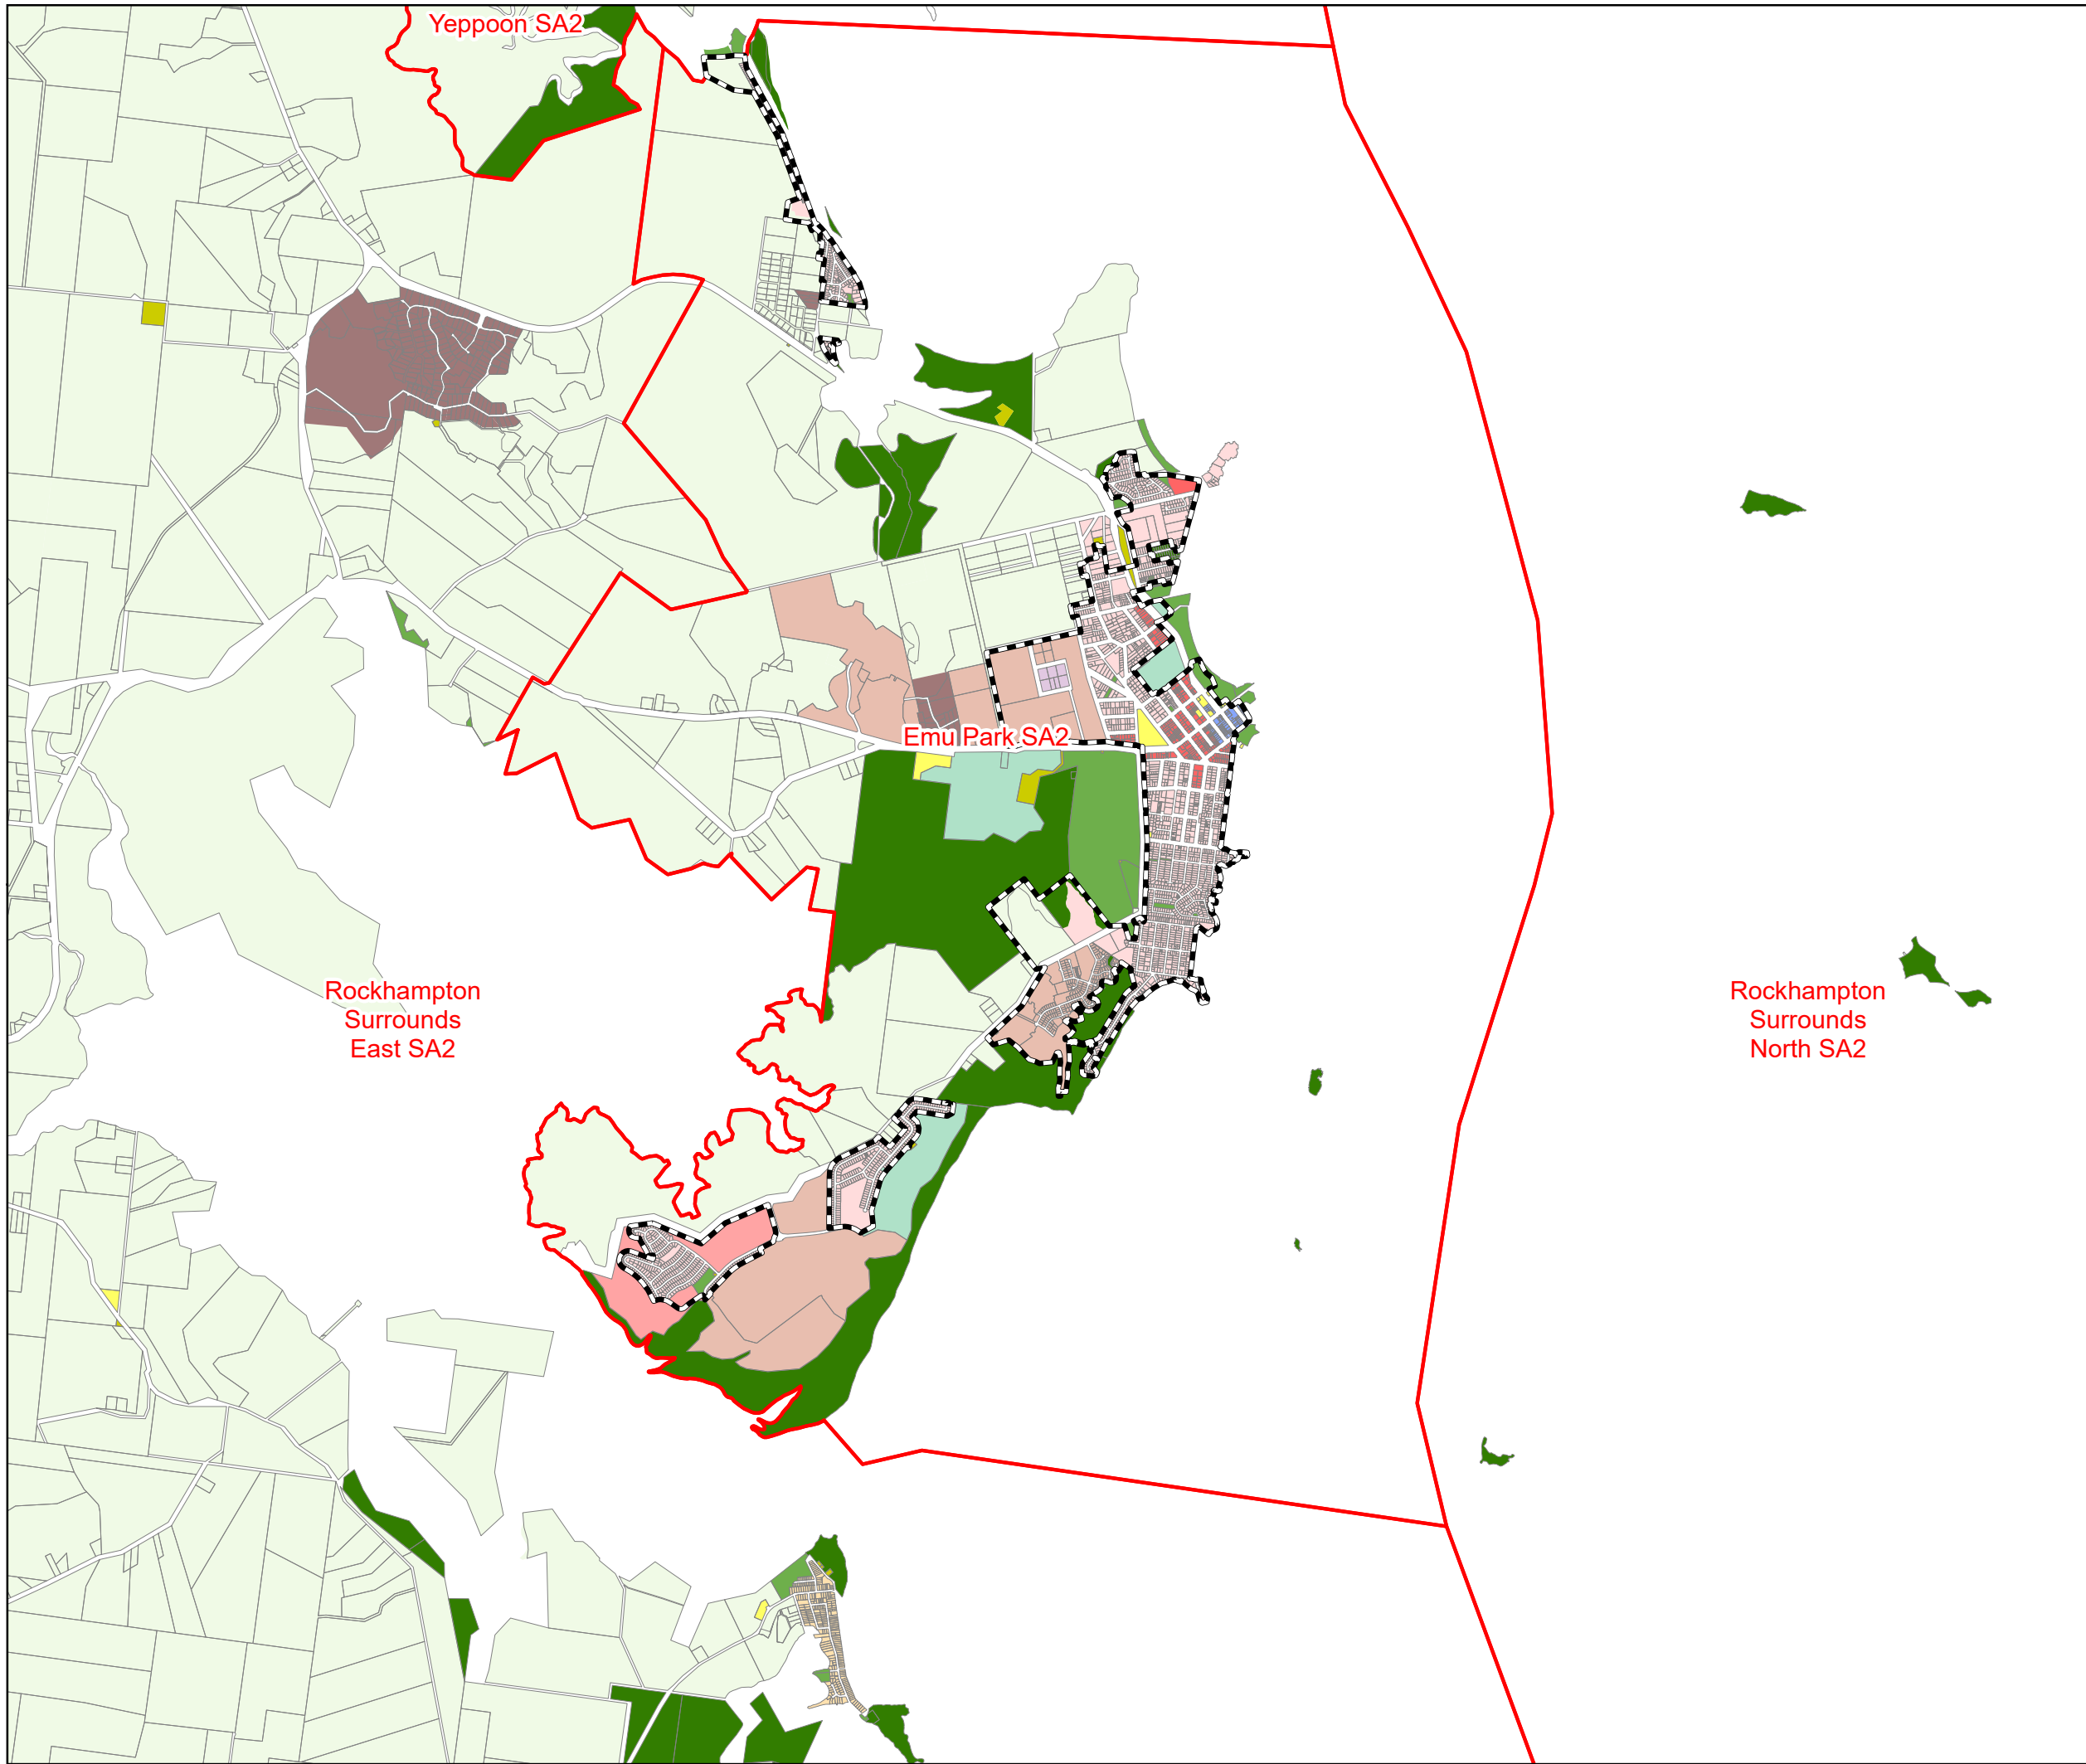 Yeppoon SA2
Emu Park SA2
Rockhampton
Surrounds
East SA2
Rockhampton
Surrounds
North SA2